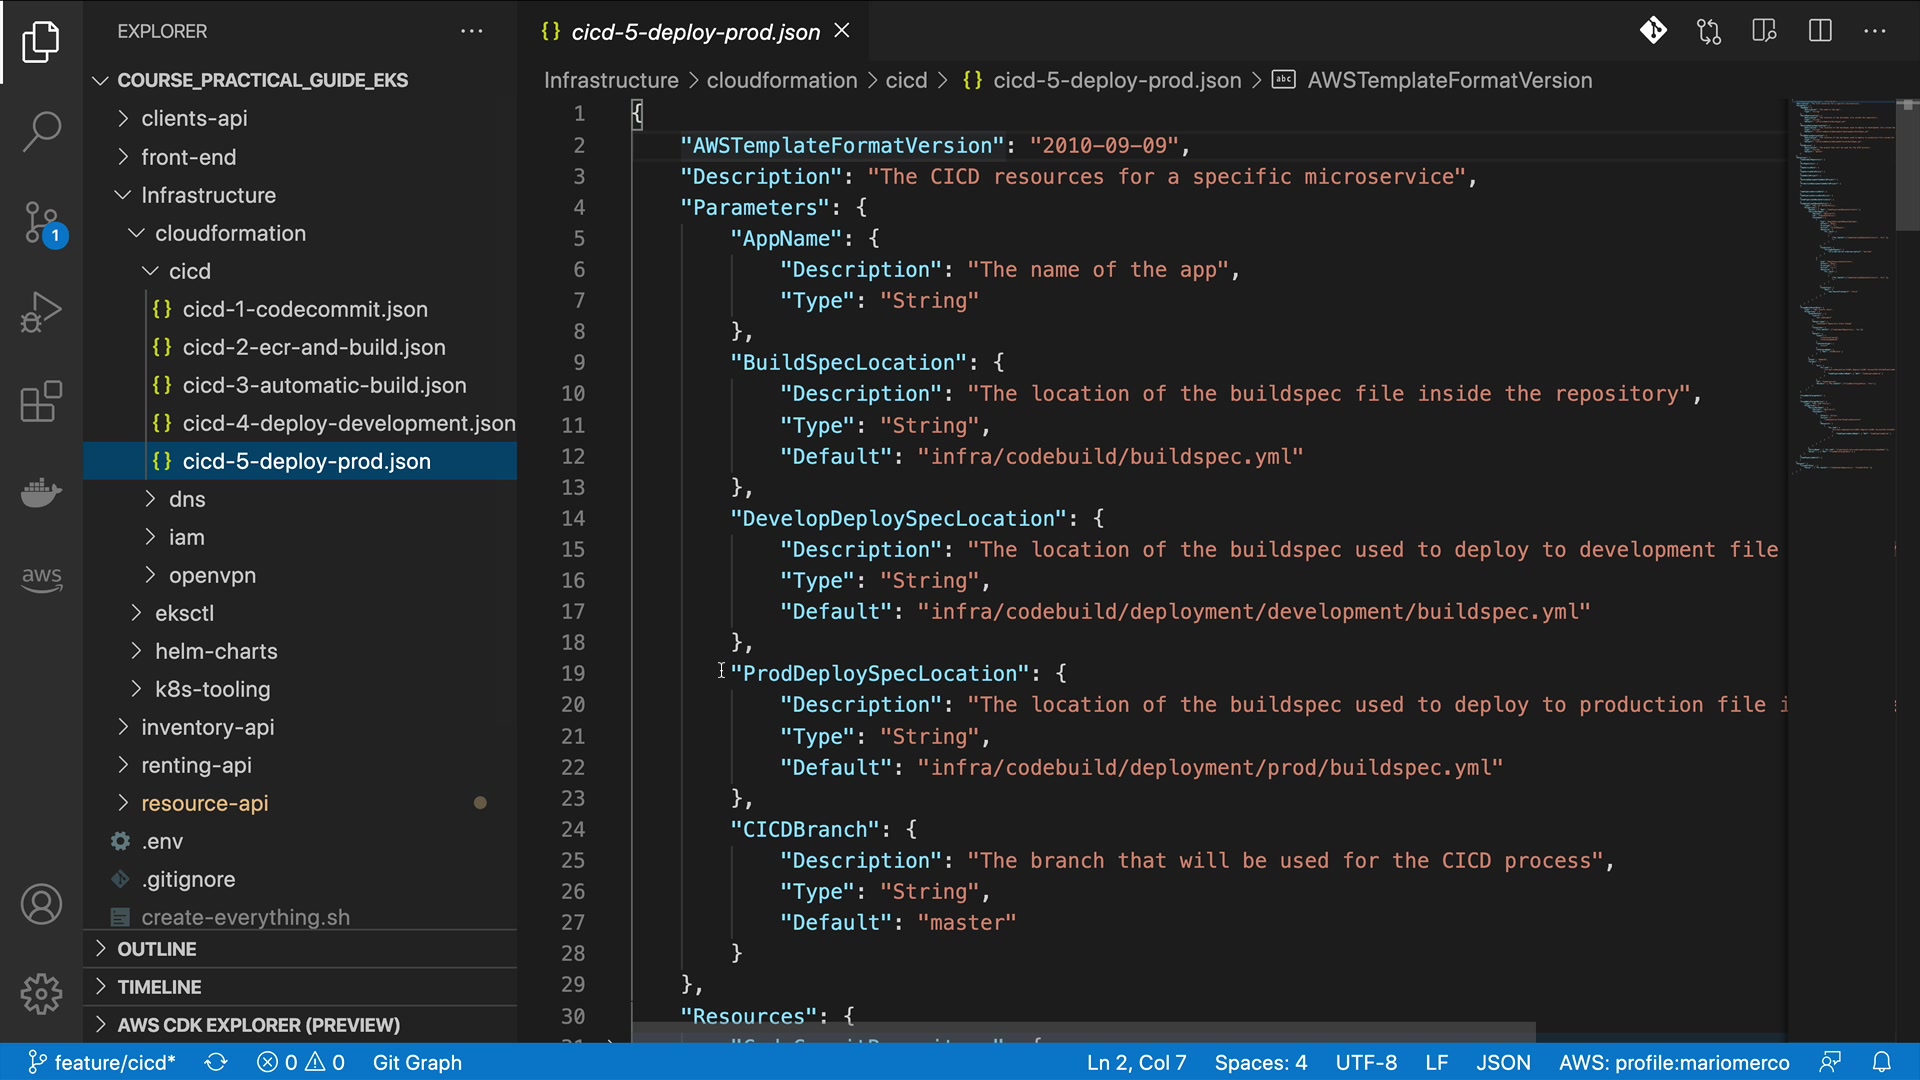 EXPLORER
COURSE_PRACTICAL_GUIDE_EKS
clients-api
front-end
Infrastructure
cloudformation
cicd
{} cicd-1-codecommit.json
{} cicd-2-ecr-and-build.json
{} cicd-3-automatic-build.json
{} cicd-4-deploy-development.json
{} cicd-5-deploy-prod.json
dns
iam
openvpn
eksctl
helm-charts
k8s-tooling
inventory-api
renting-api
resource-api
.env
.gitignore
create-everything.sh
OUTLINE
TIMELINE
AWS CDK EXPLORER (PREVIEW)
1
aws
{} cicd-5-deploy-prod.json
Infrastructure > cloudformation > cicd > {} cicd-5-deploy-prod.json > abc AWSTemplateFormatVersion
1 {
2 "AWSTemplateFormatVersion": "2010-09-09",
3 "Description": "The CICD resources for a specific microservice",
4 "Parameters": {
5 "AppName": {
6 "Description": "The name of the app",
7 "Type": "String"
8 },
9 "BuildSpecLocation": {
10 "Description": "The location of the buildspec file inside the repository",
11 "Type": "String",
12 "Default": "infra/codebuild/buildspec.yml"
13 },
14 "DevelopDeploySpecLocation": {
15 "Description": "The location of the buildspec used to deploy to development file
16 "Type": "String",
17 "Default": "infra/codebuild/deployment/development/buildspec.yml"
18 },
19 "ProdDeploySpecLocation": {
20 "Description": "The location of the buildspec used to deploy to production file
21 "Type": "String",
22 "Default": "infra/codebuild/deployment/prod/buildspec.yml"
23 },
24 "CICDBranch": {
25 "Description": "The branch that will be used for the CICD process",
26 "Type": "String",
27 "Default": "master"
28 }
29 },
30 "Resources": {
feature/cicd* 0 0 Git Graph Ln 2, Col 7 Spaces: 4 UTF-8 LF JSON AWS: profile:mariomerco